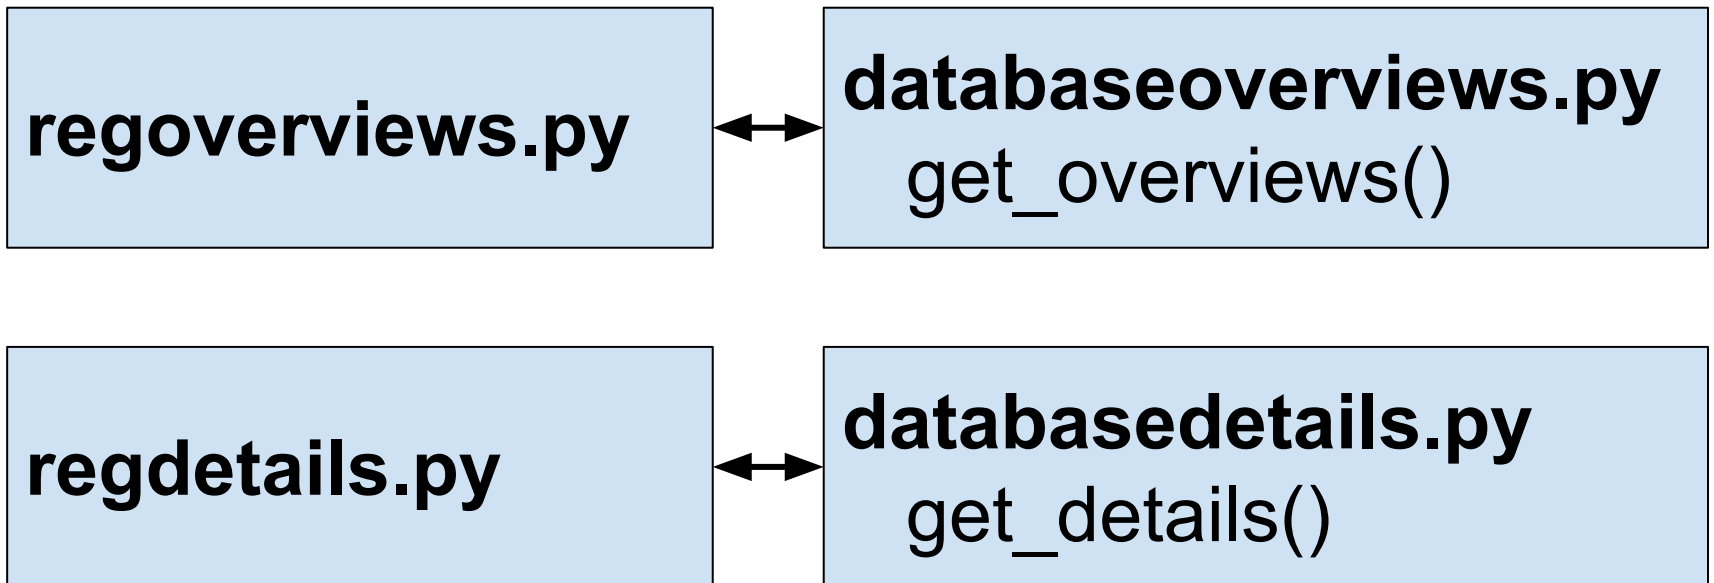 regoverviews.py
databaseoverviews.py
get_overviews()
regdetails.py
databasedetails.py
get_details()